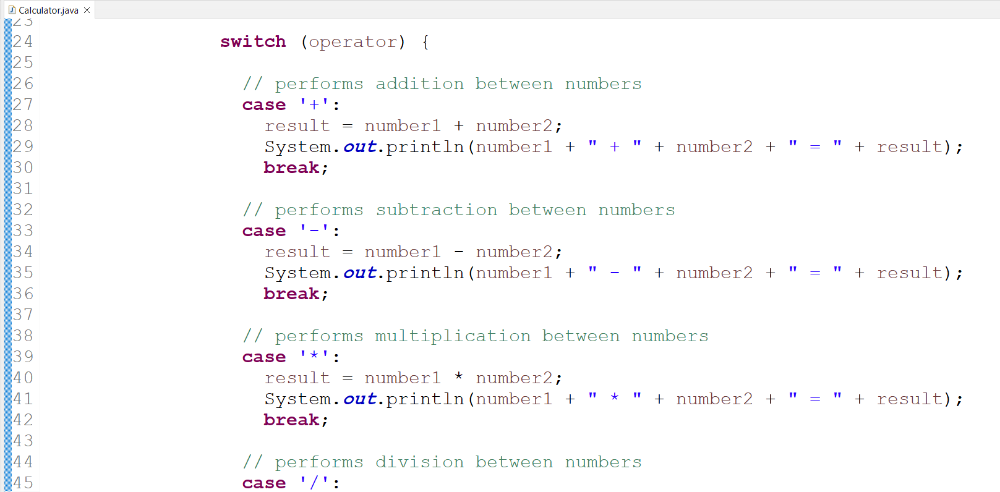 Calculator.java
23
24 switch (operator) {
25
26 // performs addition between numbers
27 case '+':
28 result = number1 + number2;
29 System.out.println(number1 + " + " + number2 + " = " + result);
30 break;
31
32 // performs subtraction between numbers
33 case '-':
34 result = number1 - number2;
35 System.out.println(number1 + " - " + number2 + " = " + result);
36 break;
37
38 // performs multiplication between numbers
39 case '*':
40 result = number1 * number2;
41 System.out.println(number1 + " * " + number2 + " = " + result);
42 break;
43
44 // performs division between numbers
45 case '/':